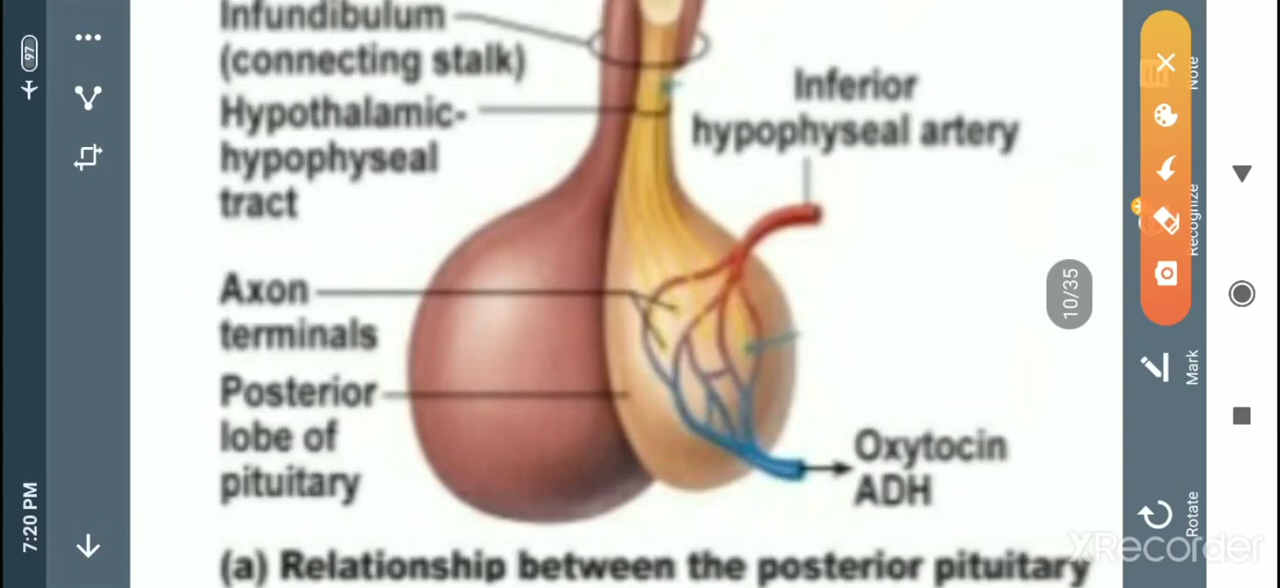 Infundibulum
(connecting stalk)
Hypothalamic-
hypophyseal
tract
Axon
terminals
Posterior
lobe of
pituitary
Inferior
hypophyseal artery
Oxytocin
ADH
(a) Relationship between the posterior pituitary
7:20 PM
97
10/35
Note
Recognize
Mark
Rotate
XRecorder